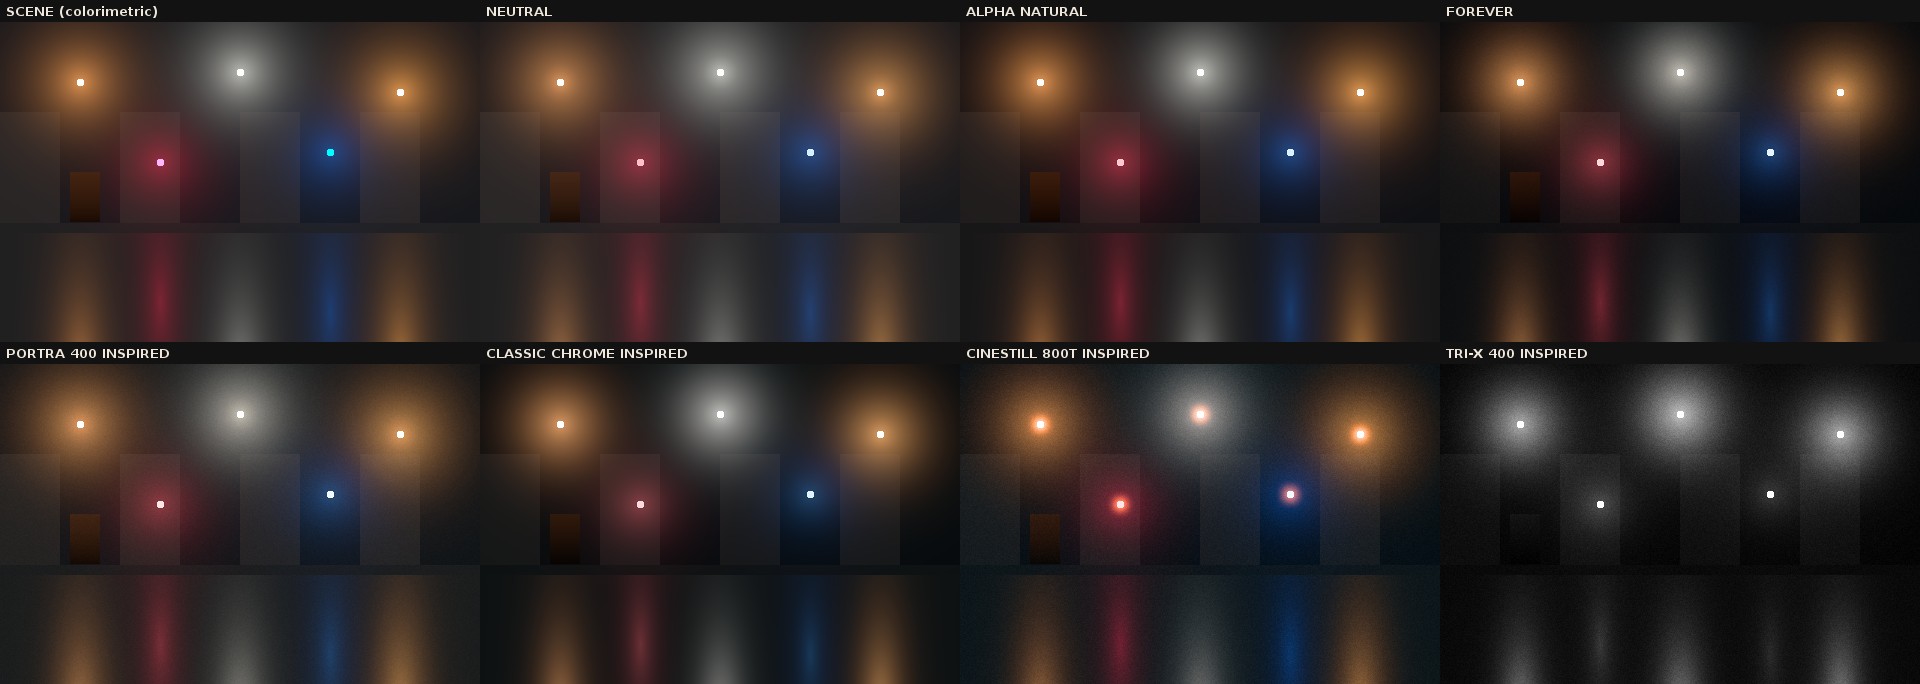 SCENE (colorimetric)
NEUTRAL
ALPHA NATURAL
FOREVER
PORTRA 400 INSPIRED
CLASSIC CHROME INSPIRED
CINESTILL 800T INSPIRED
TRI-X 400 INSPIRED